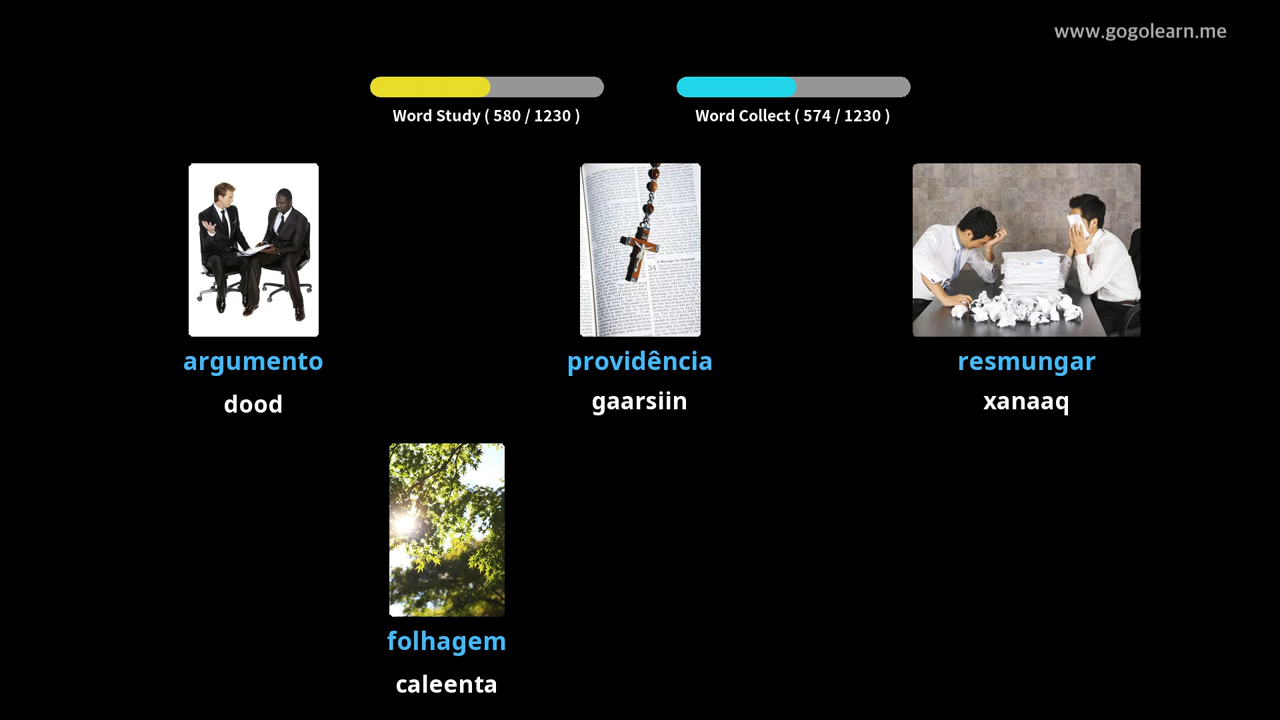 www.gogolearn.me
Word Study ( 580 / 1230 )
Word Collect ( 574 / 1230 )
argumento
dood
providência
gaarsiin
resmungar
xanaaq
folhagem
caleenta